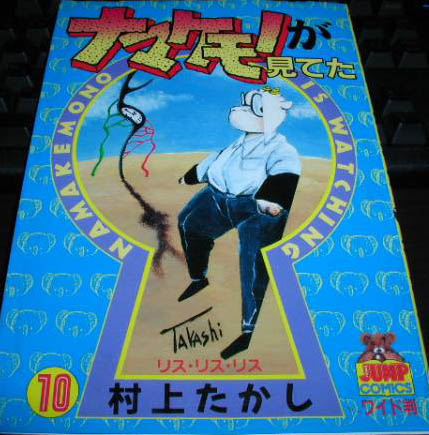 ナマケモノが
見てた
NAMAKEMONO
IS WATCHING
TAKAShi
リス・リス・リス
10
村上たかし
JUMP
COMICS
ワイド判